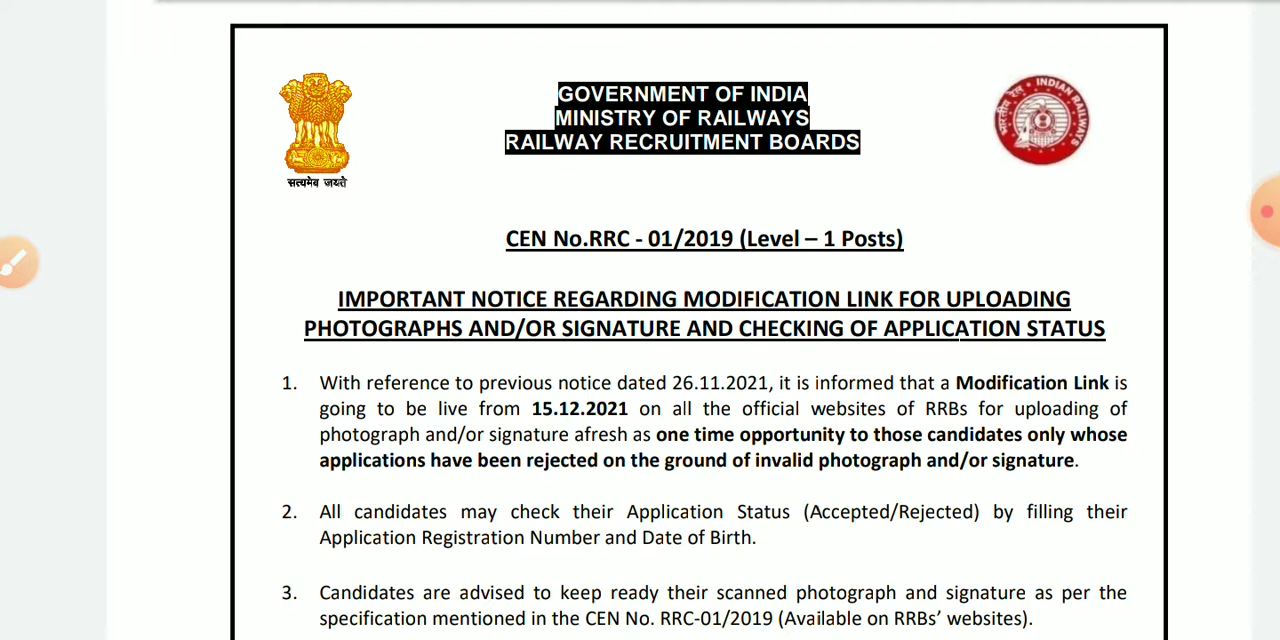 सत्यमेव जयते
GOVERNMENT OF INDIA
MINISTRY OF RAILWAYS
RAILWAY RECRUITMENT BOARDS
भारतीय रेल INDIAN RAILWAYS
CEN No.RRC - 01/2019 (Level – 1 Posts)
IMPORTANT NOTICE REGARDING MODIFICATION LINK FOR UPLOADING
PHOTOGRAPHS AND/OR SIGNATURE AND CHECKING OF APPLICATION STATUS
1. With reference to previous notice dated 26.11.2021, it is informed that a Modification Link is
going to be live from 15.12.2021 on all the official websites of RRBs for uploading of
photograph and/or signature afresh as one time opportunity to those candidates only whose
applications have been rejected on the ground of invalid photograph and/or signature.
2. All candidates may check their Application Status (Accepted/Rejected) by filling their
Application Registration Number and Date of Birth.
3. Candidates are advised to keep ready their scanned photograph and signature as per the
specification mentioned in the CEN No. RRC-01/2019 (Available on RRBs’ websites).